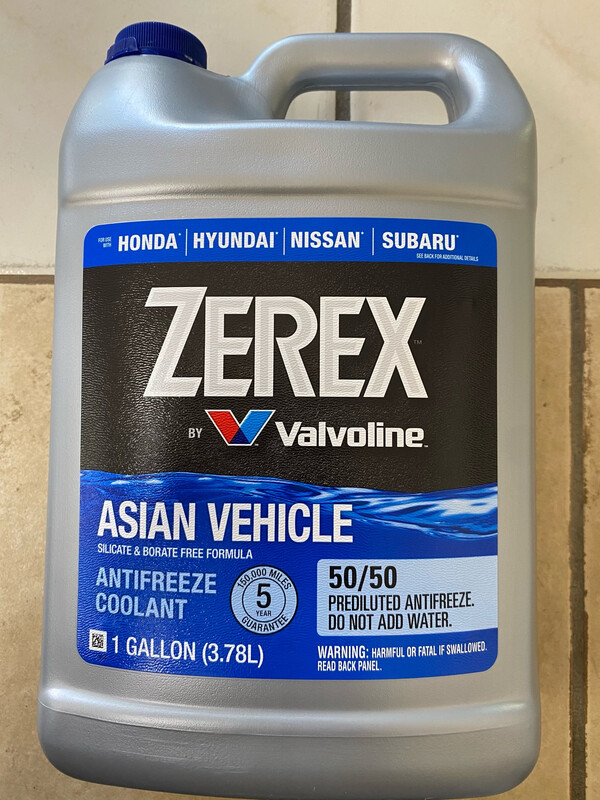 FOR USE WITH HONDA* | HYUNDAI* | NISSAN* | SUBARU*
SEE BACK FOR ADDITIONAL DETAILS
ZEREX™
BY Valvoline™
ASIAN VEHICLE
SILICATE & BORATE FREE FORMULA
ANTIFREEZE
COOLANT
150,000 MILES
5
YEAR
GUARANTEE
50/50
PREDILUTED ANTIFREEZE.
DO NOT ADD WATER.
1 GALLON (3.78L)
WARNING: HARMFUL OR FATAL IF SWALLOWED.
READ BACK PANEL.